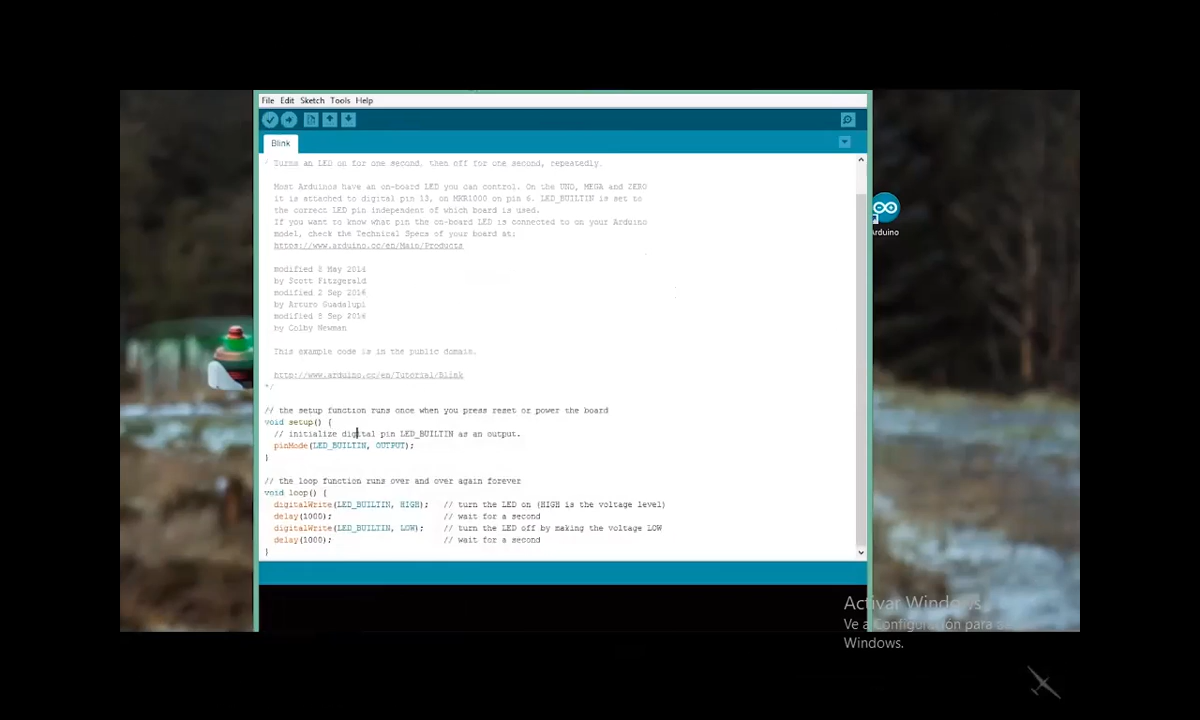 File Edit Sketch Tools Help
Blink
Turns an LED on for one second, then off for one second, repeatedly.
Most Arduinos have an on-board LED you can control. On the UNO, MEGA and ZERO
it is attached to digital pin 13, on MKR1000 on pin 6. LED_BUILTIN is set to
the correct LED pin independent of which board is used.
If you want to know what pin the on-board LED is connected to on your Arduino
model, check the Technical Specs of your board at:
https://www.arduino.cc/en/Main/Products
modified 8 May 2014
by Scott Fitzgerald
modified 2 Sep 2016
by Arturo Guadalupi
modified 8 Sep 2016
by Colby Newman
This example code is in the public domain.
http://www.arduino.cc/en/Tutorial/Blink
*/
// the setup function runs once when you press reset or power the board
void setup() {
// initialize digital pin LED_BUILTIN as an output.
pinMode(LED_BUILTIN, OUTPUT);
}
// the loop function runs over and over again forever
void loop() {
digitalWrite(LED_BUILTIN, HIGH); // turn the LED on (HIGH is the voltage level)
delay(1000); // wait for a second
digitalWrite(LED_BUILTIN, LOW); // turn the LED off by making the voltage LOW
delay(1000); // wait for a second
}
Arduino
Activar Windows
Ve a Configuración para
Windows.